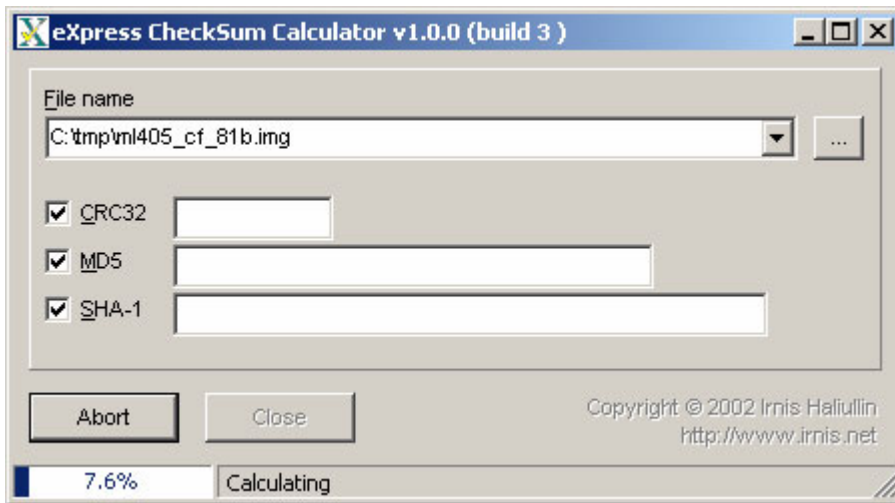 eXpress CheckSum Calculator v1.0.0 (build 3 )
File name
C:\tmp\ml405_cf_81b.img
...
CRC32
MD5
SHA-1
Abort
Close
Copyright © 2002 Irnis Haliullin
http://www.irnis.net
7.6%
Calculating